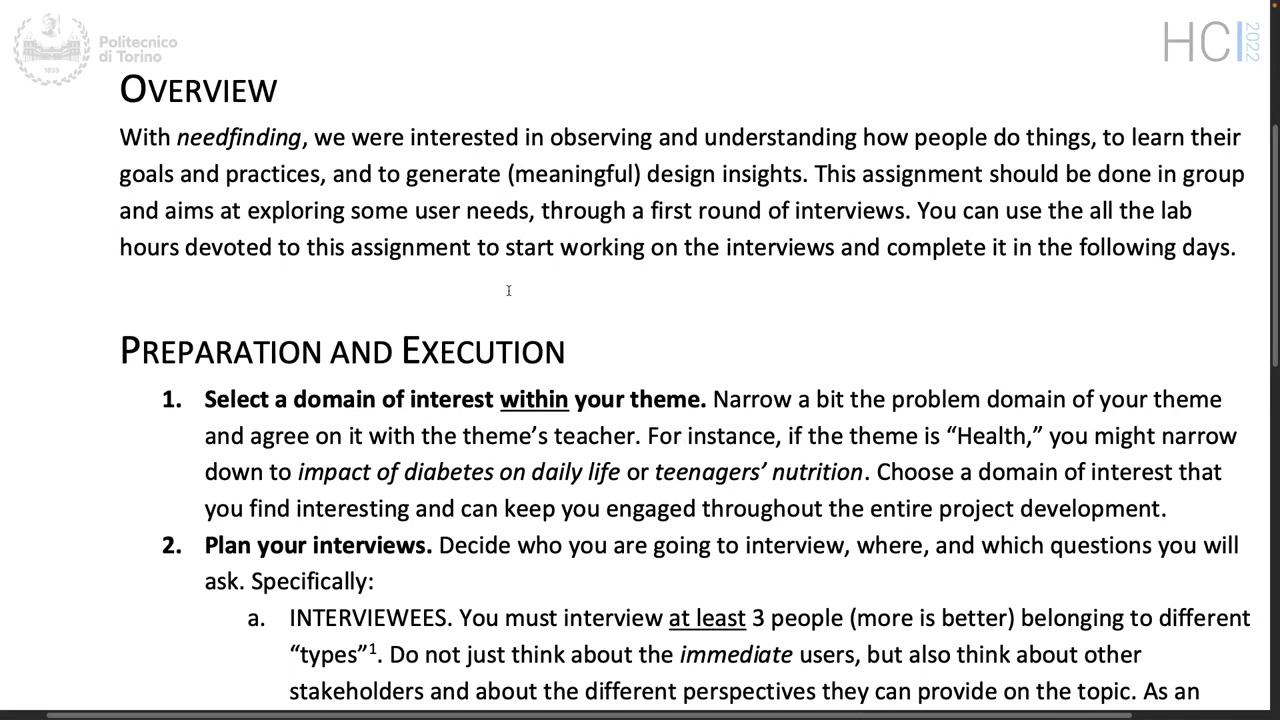 Politecnico
di Torino
1859
HCI 2022
OVERVIEW
With needfinding, we were interested in observing and understanding how people do things, to learn their
goals and practices, and to generate (meaningful) design insights. This assignment should be done in group
and aims at exploring some user needs, through a first round of interviews. You can use the all the lab
hours devoted to this assignment to start working on the interviews and complete it in the following days.
PREPARATION AND EXECUTION
1. Select a domain of interest within your theme. Narrow a bit the problem domain of your theme
and agree on it with the theme's teacher. For instance, if the theme is “Health,” you might narrow
down to impact of diabetes on daily life or teenagers’ nutrition. Choose a domain of interest that
you find interesting and can keep you engaged throughout the entire project development.
2. Plan your interviews. Decide who you are going to interview, where, and which questions you will
ask. Specifically:
a. INTERVIEWEES. You must interview at least 3 people (more is better) belonging to different
“types”1. Do not just think about the immediate users, but also think about other
stakeholders and about the different perspectives they can provide on the topic. As an